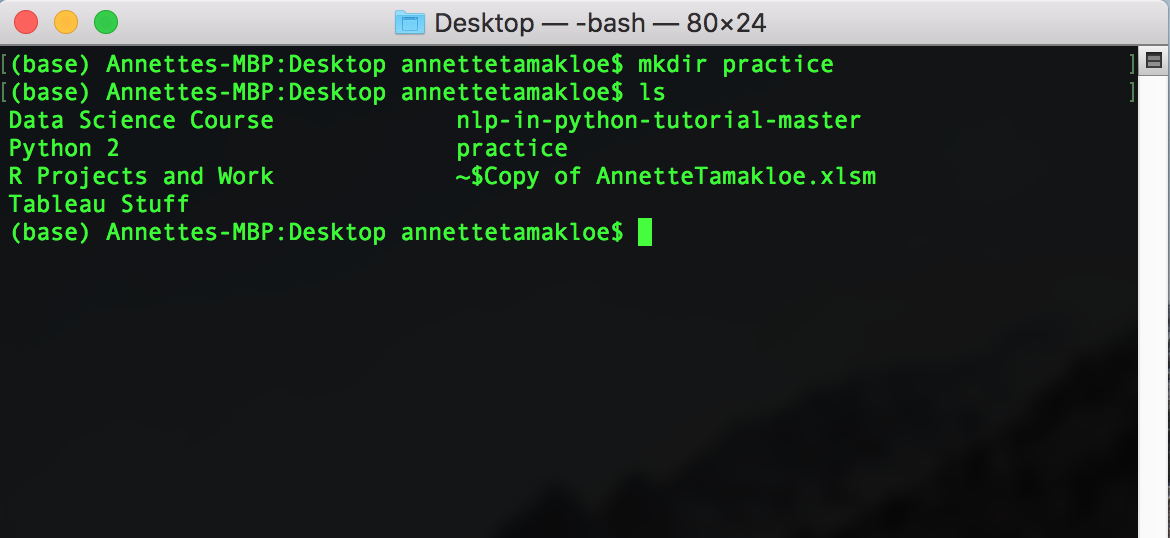 Desktop — -bash — 80×24
[(base) Annettes-MBP:Desktop annettetamakloe$ mkdir practice ]
[(base) Annettes-MBP:Desktop annettetamakloe$ ls ]
Data Science Course nlp-in-python-tutorial-master
Python 2 practice
R Projects and Work ~$Copy of AnnetteTamakloe.xlsm
Tableau Stuff
(base) Annettes-MBP:Desktop annettetamakloe$